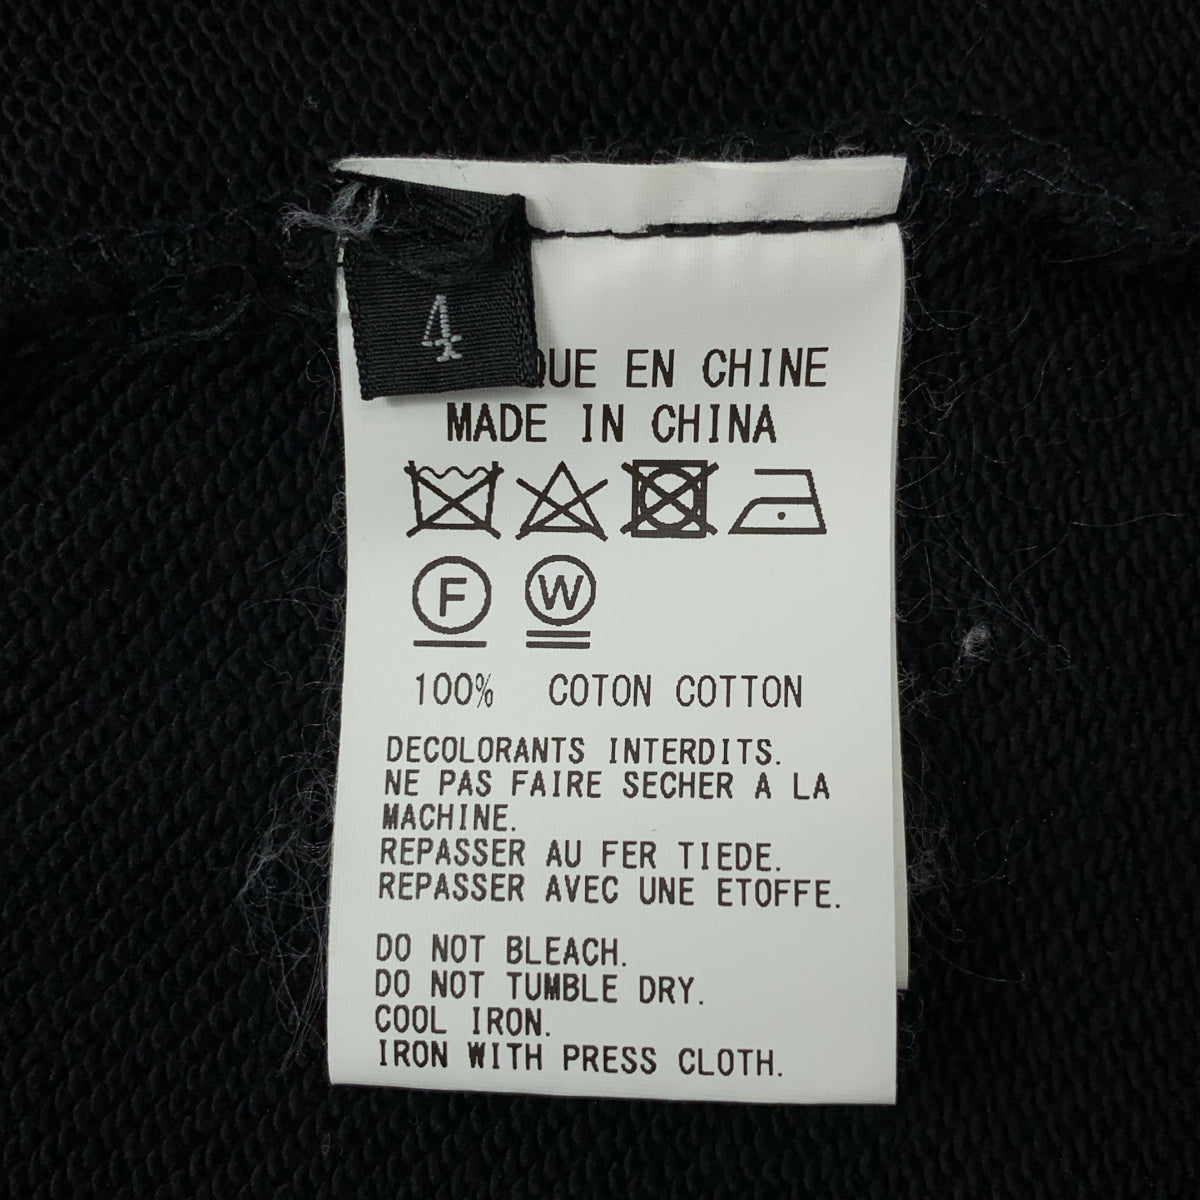 4
EN CHINE
MADE IN CHINA
F W
100% COTON COTTON
DECOLORANTS INTERDITS.
NE PAS FAIRE SECHER A LA
MACHINE.
REPASSER AU FER TIEDE.
REPASSER AVEC UNE ETOFFE.
DO NOT BLEACH.
DO NOT TUMBLE DRY.
COOL IRON.
IRON WITH PRESS CLOTH.